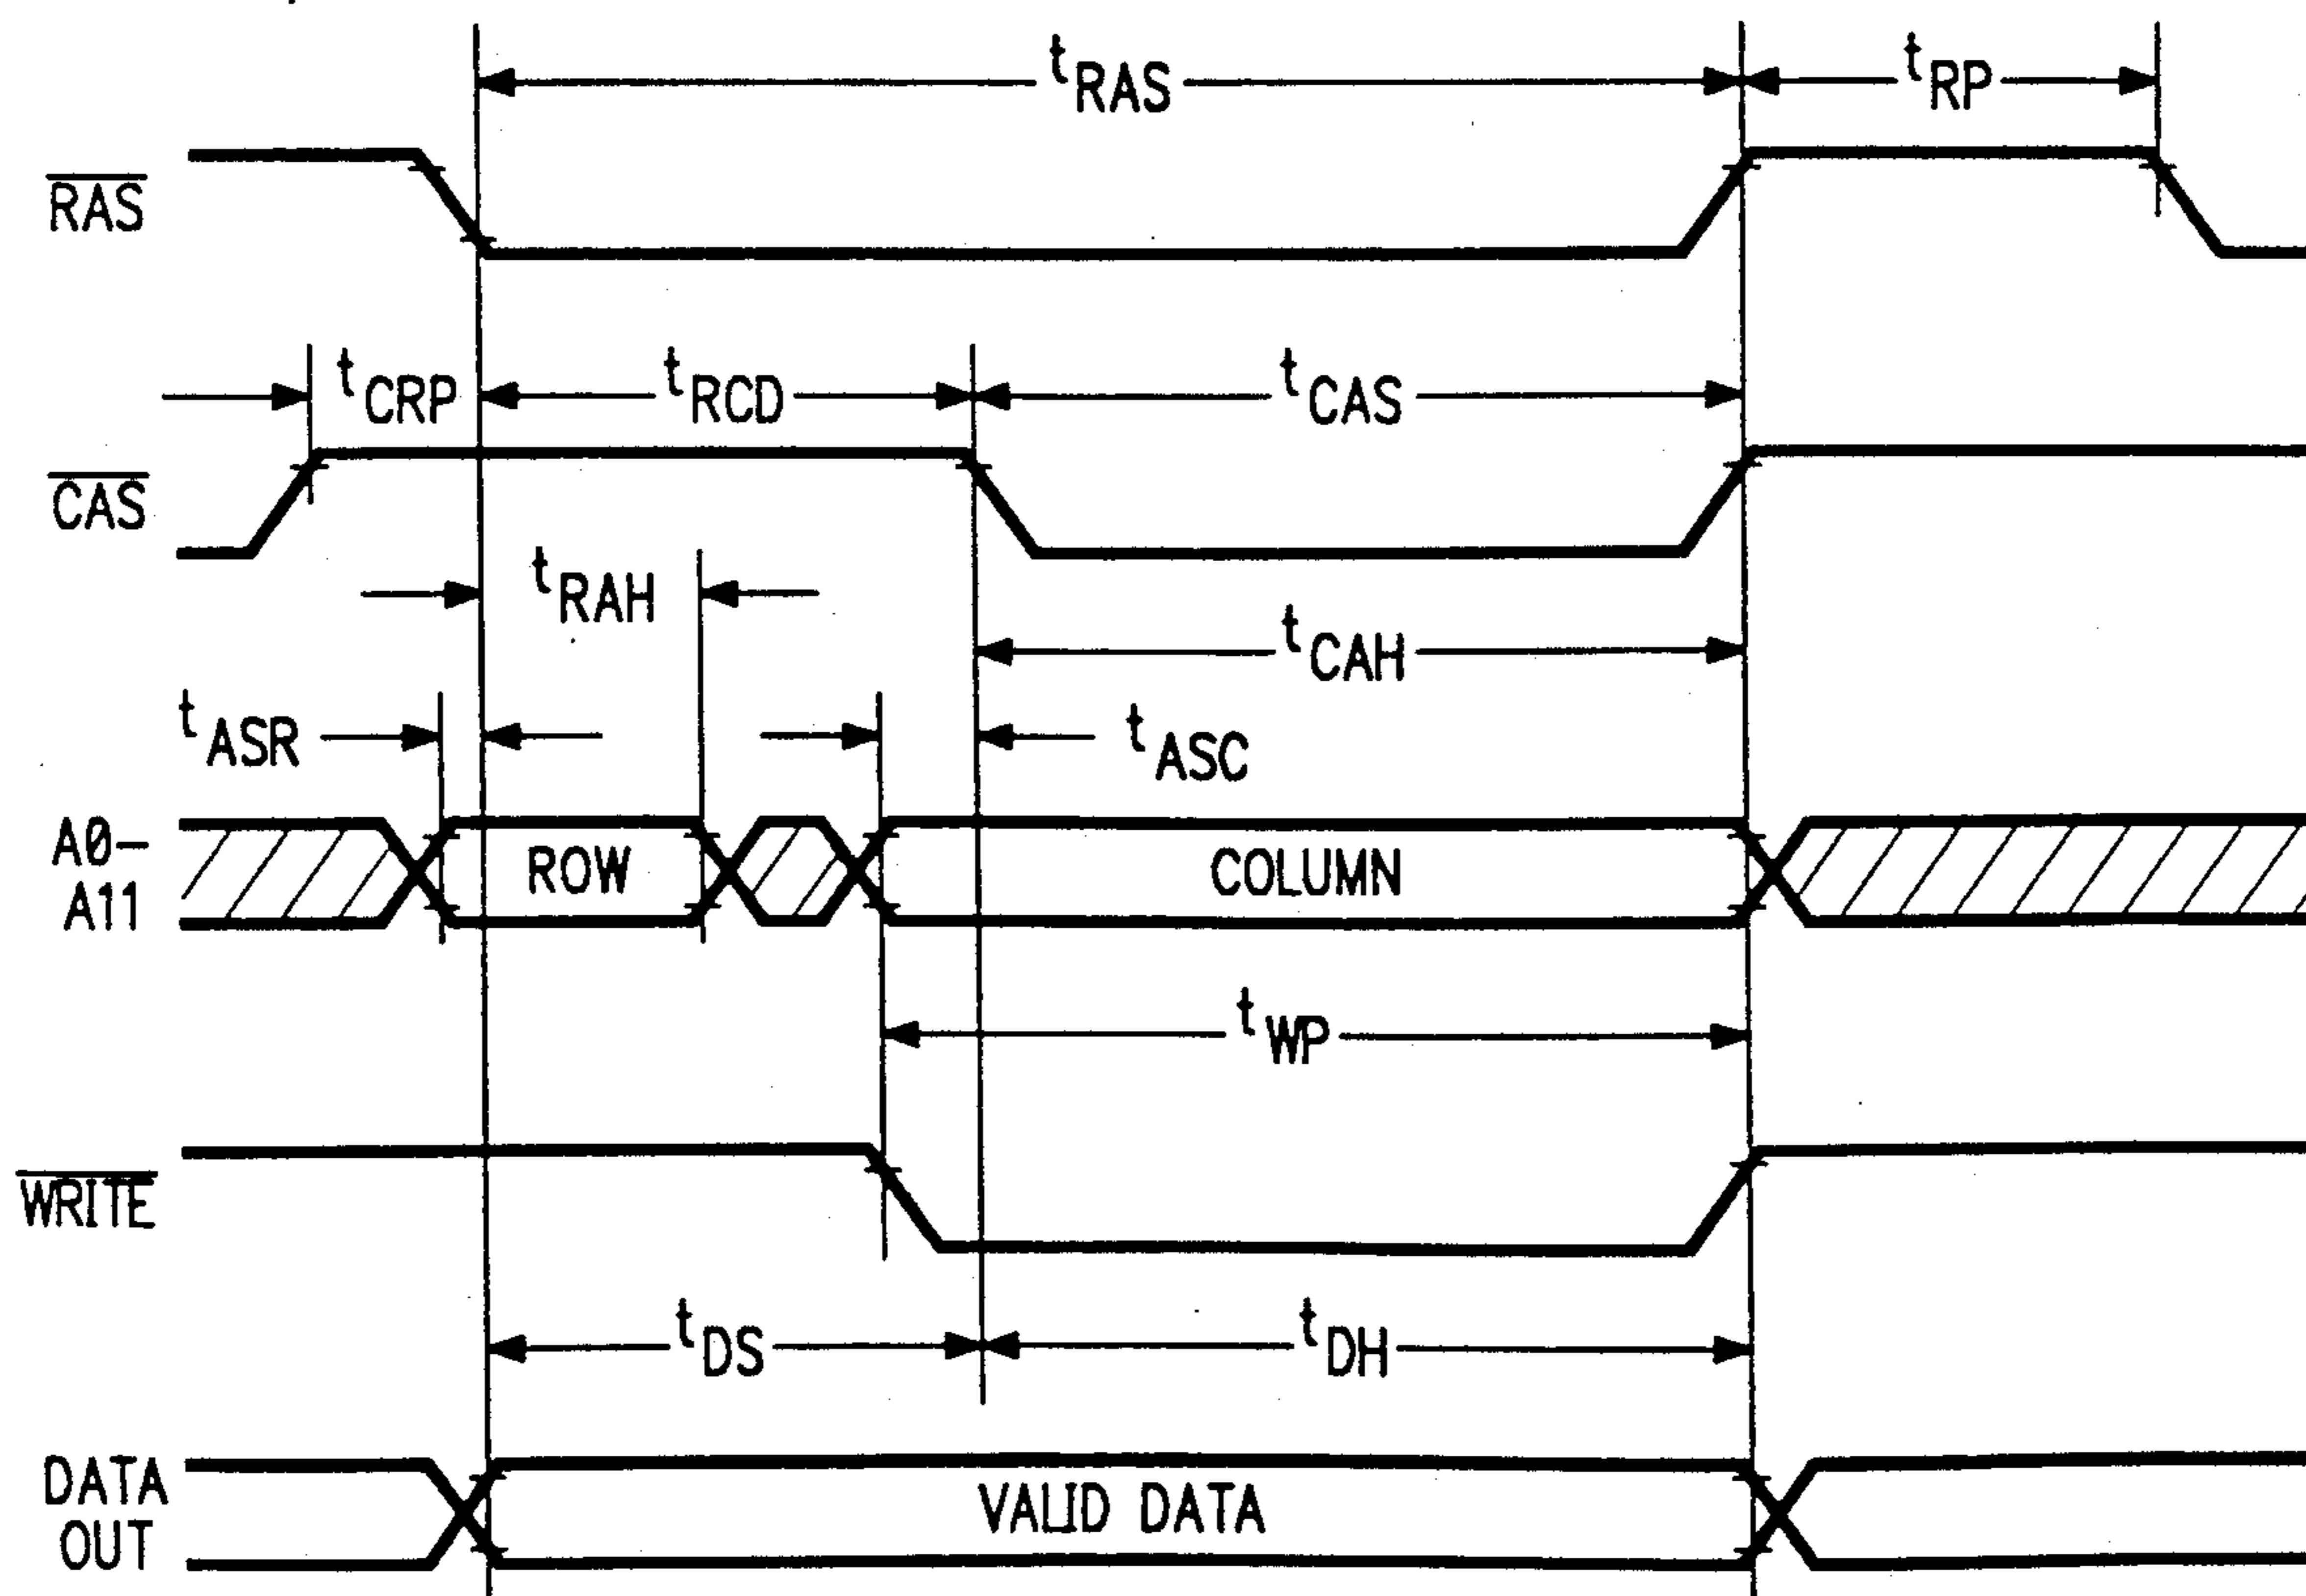 tRAS
tRP
RAS
tCRP
tRCD
tCAS
CAS
tRAH
tCAH
tASR
tASC
A0-
A11
ROW
COLUMN
tWP
WRITE
tDS
tDH
DATA
OUT
VALID DATA